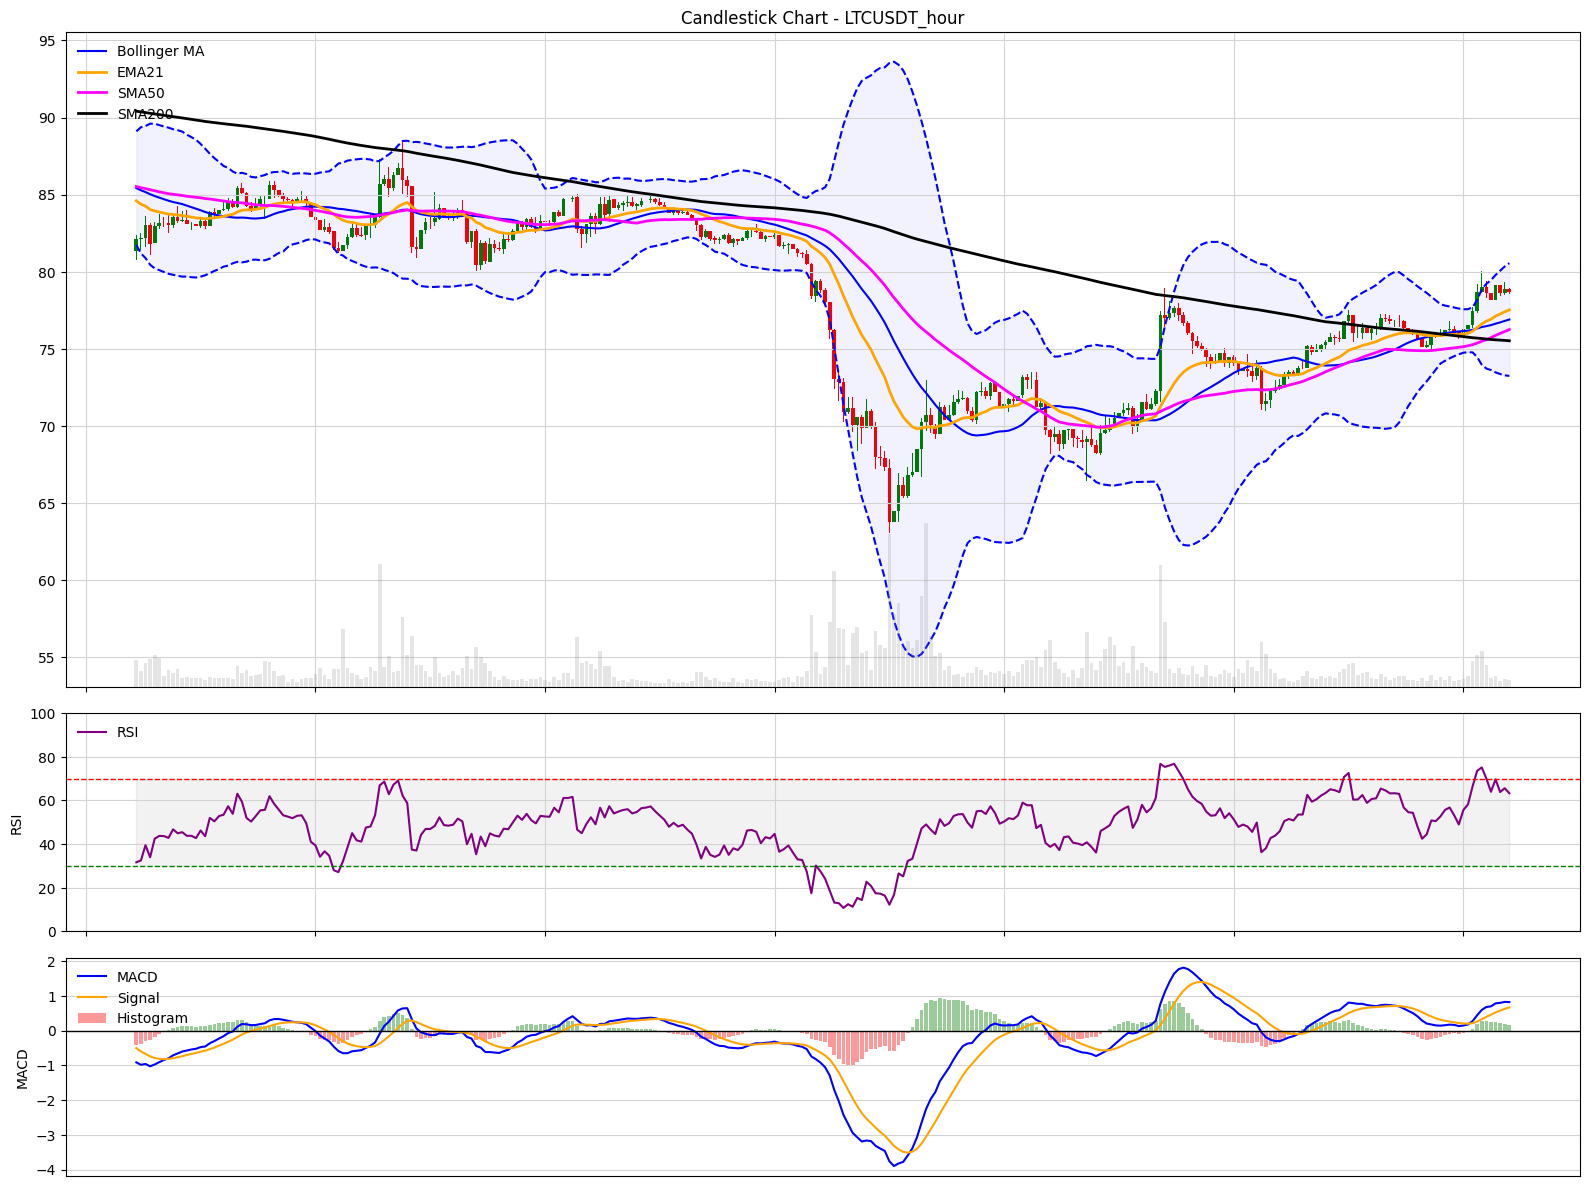 Candlestick Chart - LTCUSDT_hour
Bollinger MA
EMA21
SMA50
SMA200
95
90
85
80
75
70
65
60
55
RSI
RSI
100
80
60
40
20
0
MACD
Signal
Histogram
MACD
2
1
0
−1
−2
−3
−4